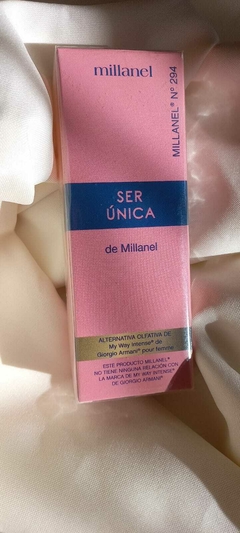 millanel
MILLANEL® Nº 294
SER
ÚNICA
de Millanel
ALTERNATIVA OLFATIVA DE
My Way Intense® de
Giorgio Armani® pour femme
ESTE PRODUCTO MILLANEL®
NO TIENE NINGUNA RELACIÓN CON
LA MARCA DE MY WAY INTENSE®
DE GIORGIO ARMANI®